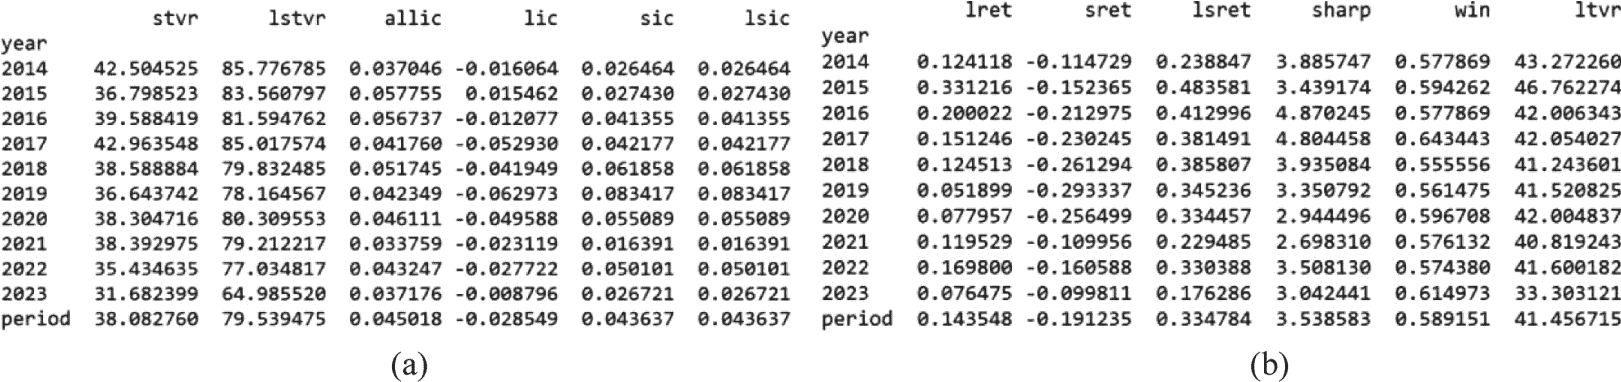 stvr lstvr allic lic sic lsic
year
2014 42.504525 85.776785 0.037046 -0.016064 0.026464 0.026464
2015 36.798523 83.560797 0.057755 0.015462 0.027430 0.027430
2016 39.588419 81.594762 0.056737 -0.012077 0.041355 0.041355
2017 42.963548 85.017574 0.041760 -0.052930 0.042177 0.042177
2018 38.588884 79.832485 0.051745 -0.041949 0.061858 0.061858
2019 36.643742 78.164567 0.042349 -0.062973 0.083417 0.083417
2020 38.304716 80.309553 0.046111 -0.049588 0.055089 0.055089
2021 38.392975 79.212217 0.033759 -0.023119 0.016391 0.016391
2022 35.434635 77.034817 0.043247 -0.027722 0.050101 0.050101
2023 31.682399 64.985520 0.037176 -0.008796 0.026721 0.026721
period 38.082760 79.539475 0.045018 -0.028549 0.043637 0.043637
(a)
lret sret lsret sharp win ltvr
year
2014 0.124118 -0.114729 0.238847 3.885747 0.577869 43.272260
2015 0.331216 -0.152365 0.483581 3.439174 0.594262 46.762274
2016 0.200022 -0.212975 0.412996 4.870245 0.577869 42.006343
2017 0.151246 -0.230245 0.381491 4.804458 0.643443 42.054027
2018 0.124513 -0.261294 0.385807 3.935084 0.555556 41.243601
2019 0.051899 -0.293337 0.345236 3.350792 0.561475 41.520825
2020 0.077957 -0.256499 0.334457 2.944496 0.596708 42.004837
2021 0.119529 -0.109956 0.229485 2.698310 0.576132 40.819243
2022 0.169800 -0.160588 0.330388 3.508130 0.574380 41.600182
2023 0.076475 -0.099811 0.176286 3.042441 0.614973 33.303121
period 0.143548 -0.191235 0.334784 3.538583 0.589151 41.456715
(b)